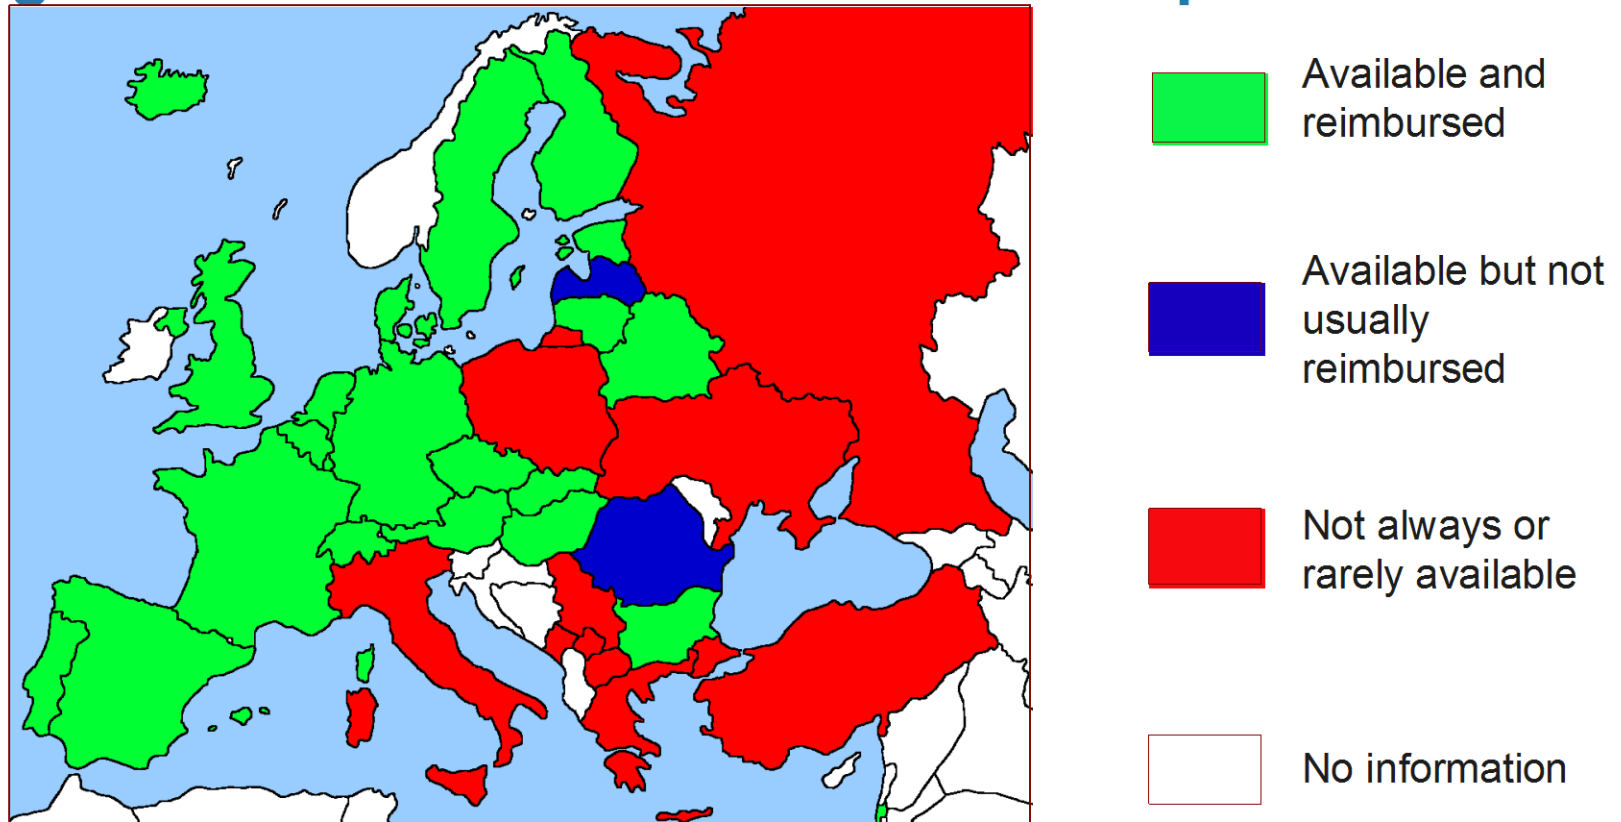 Available and
reimbursed
Available but not
usually
reimbursed
Not always or
rarely available
No information